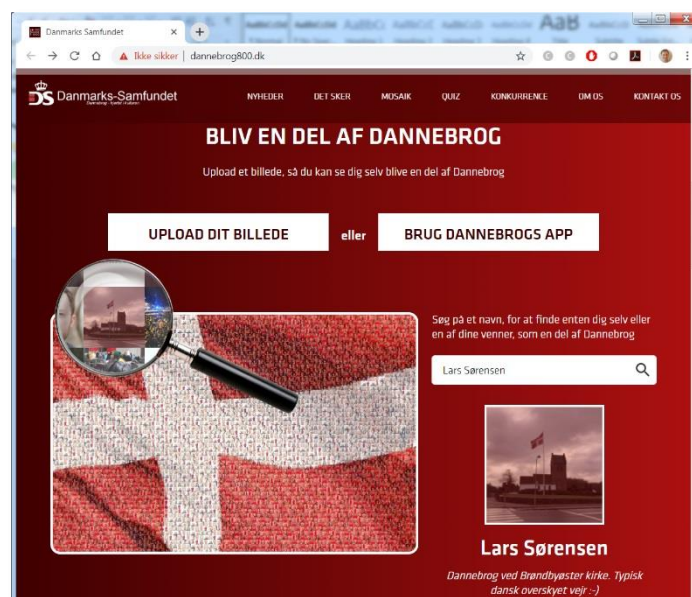 Danmarks Samfundet
Ikke sikker
dannebrog800.dk
DS Danmarks-Samfundet
NYHEDER
DET SKER
MOSAIK
QUIZ
KONKURRENCE
OM OS
KONTAKT OS
BLIV EN DEL AF DANNEBROG
Upload et billede, så du kan se dig selv blive en del af Dannebrog
UPLOAD DIT BILLEDE
eller
BRUG DANNEBROGS APP
Søg på et navn, for at finde enten dig selv eller
en af dine venner, som en del af Dannebrog
Lars Sørensen
Lars Sørensen
Dannebrog ved Brøndbyøster kirke. Typisk
dansk overskyet vejr :-)